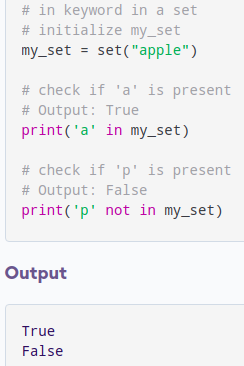 # in keyword in a set
# initialize my_set
my_set = set("apple")
# check if 'a' is present
# Output: True
print('a' in my_set)
# check if 'p' is present
# Output: False
print('p' not in my_set)
Output
True
False